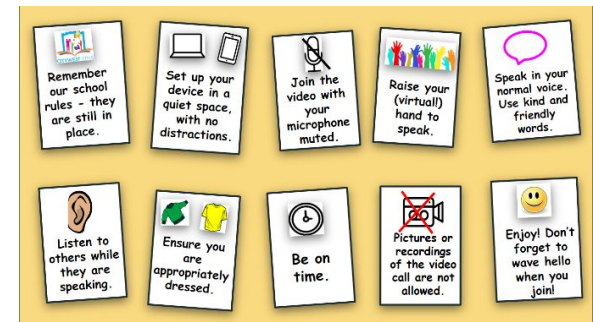 Remember
our school
rules – they
are still in
place.
Set up your
device in a
quiet space,
with no
distractions.
Join the
video with
your
microphone
muted.
Raise your
(virtual!)
hand to
speak.
Speak in your
normal voice.
Use kind and
friendly
words.
Listen to
others while
they are
speaking.
Ensure you
are
appropriately
dressed.
Be on
time.
Pictures or
recordings
of the video
call are not
allowed.
Enjoy! Don't
forget to
wave hello
when you
join!